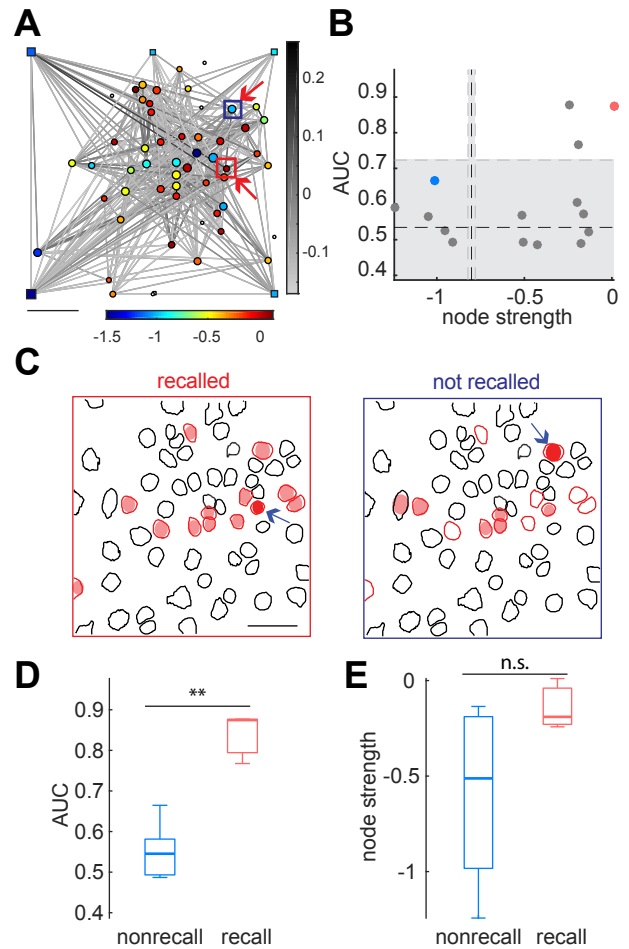 A
0.2
0.1
0
-0.1
-1.5 -1 -0.5 0
B
0.9
0.8
0.7
0.6
0.5
0.4
AUC
-1 -0.5 0
node strength
C
recalled
not recalled
D
**
0.9
0.8
0.7
0.6
0.5
0.4
AUC
nonrecall recall
E
n.s.
0
-0.5
-1
node strength
nonrecall recall